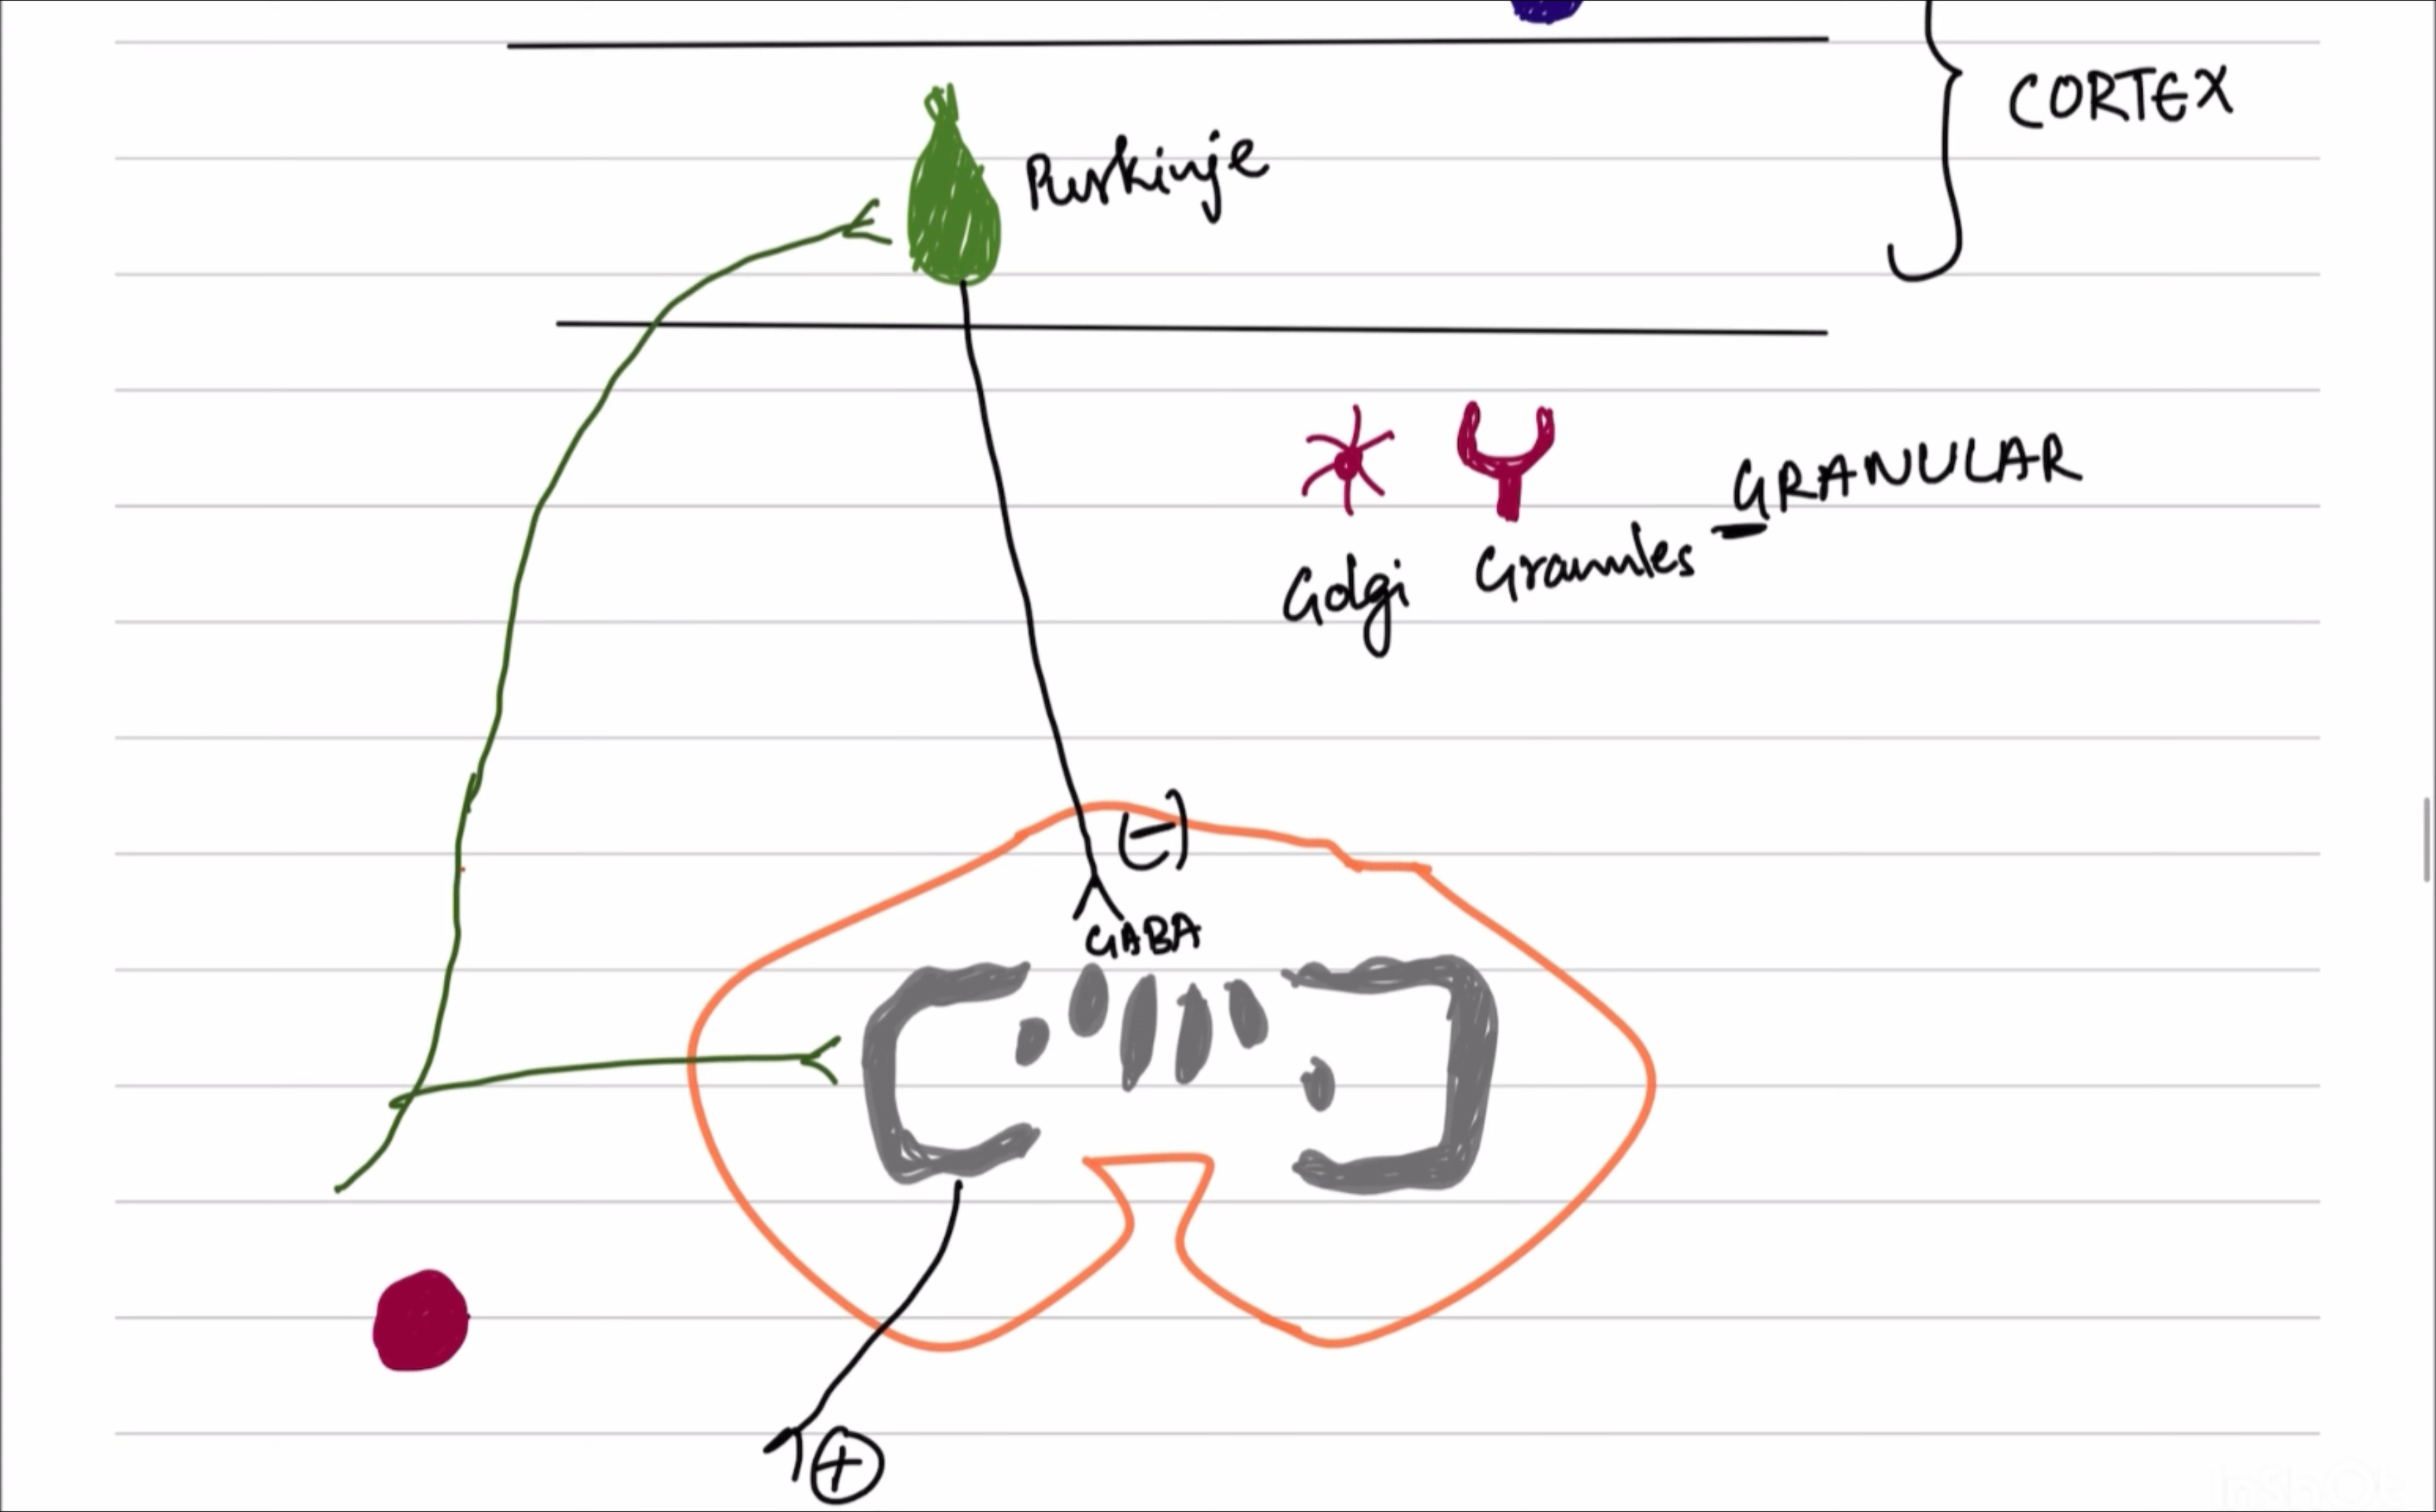 CORTEX
Purkinje
GRANULAR
Golgi Granules
(-)
GABA
+